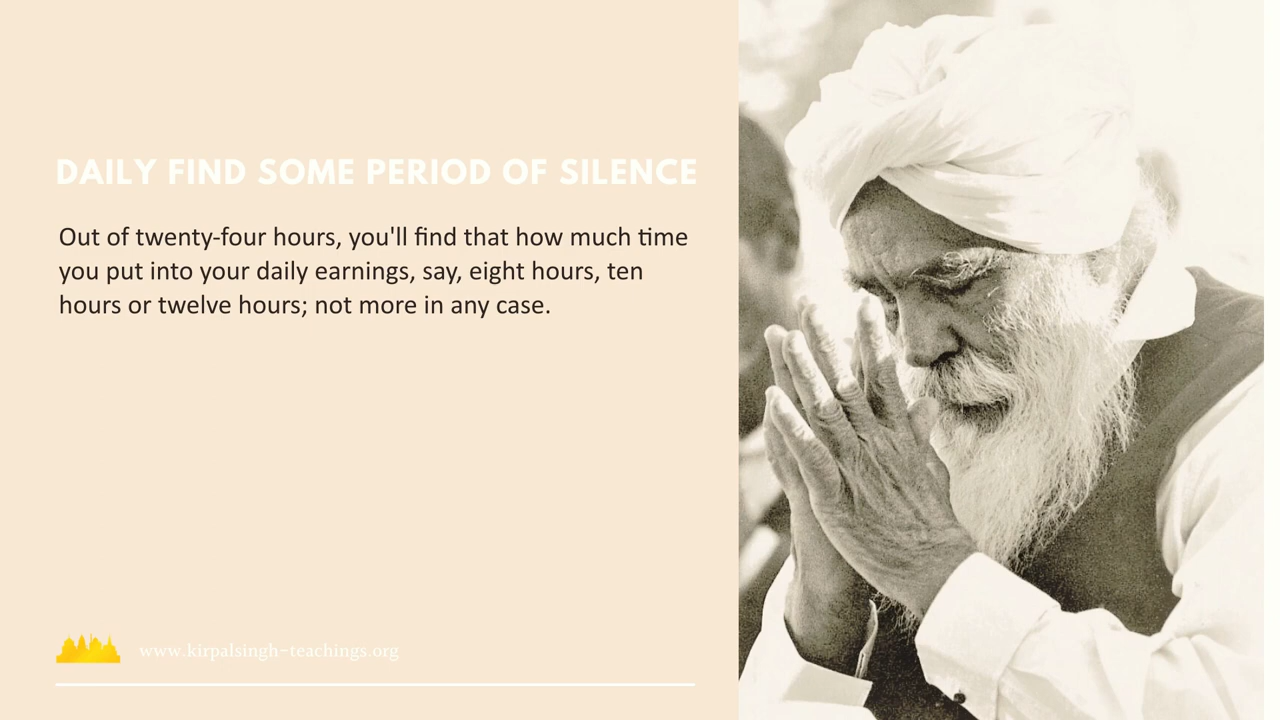 DAILY FIND SOME PERIOD OF SILENCE
Out of twenty-four hours, you'll find that how much time
you put into your daily earnings, say, eight hours, ten
hours or twelve hours; not more in any case.
www.kirpalsingh-teachings.org